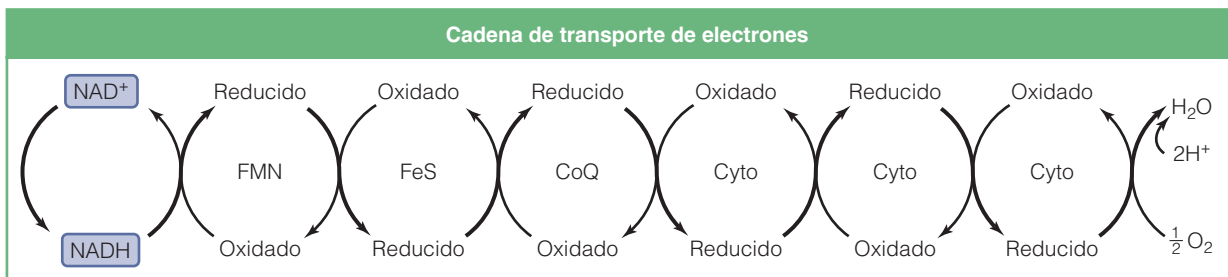 Cadena de transporte de electrones
NAD⁺ Reducido Oxidado Reducido Oxidado Reducido Oxidado H₂O
2H⁺
FMN FeS CoQ Cyto Cyto Cyto
NADH Oxidado Reducido Oxidado Reducido Oxidado Reducido ½ O₂